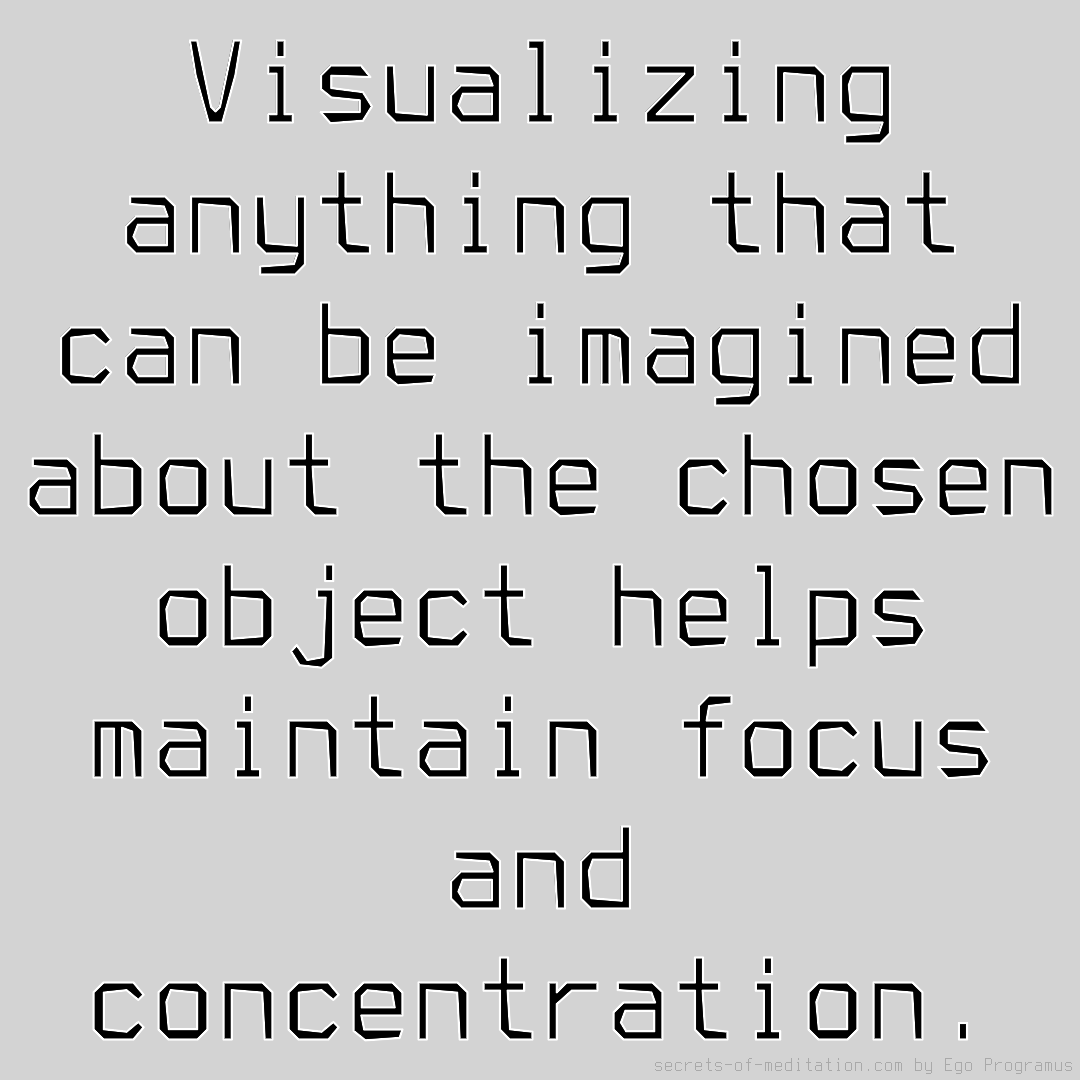 Visualizing
anything that
can be imagined
about the chosen
object helps
maintain focus
and
concentration.
secrets-of-meditation.com by Ego Programus